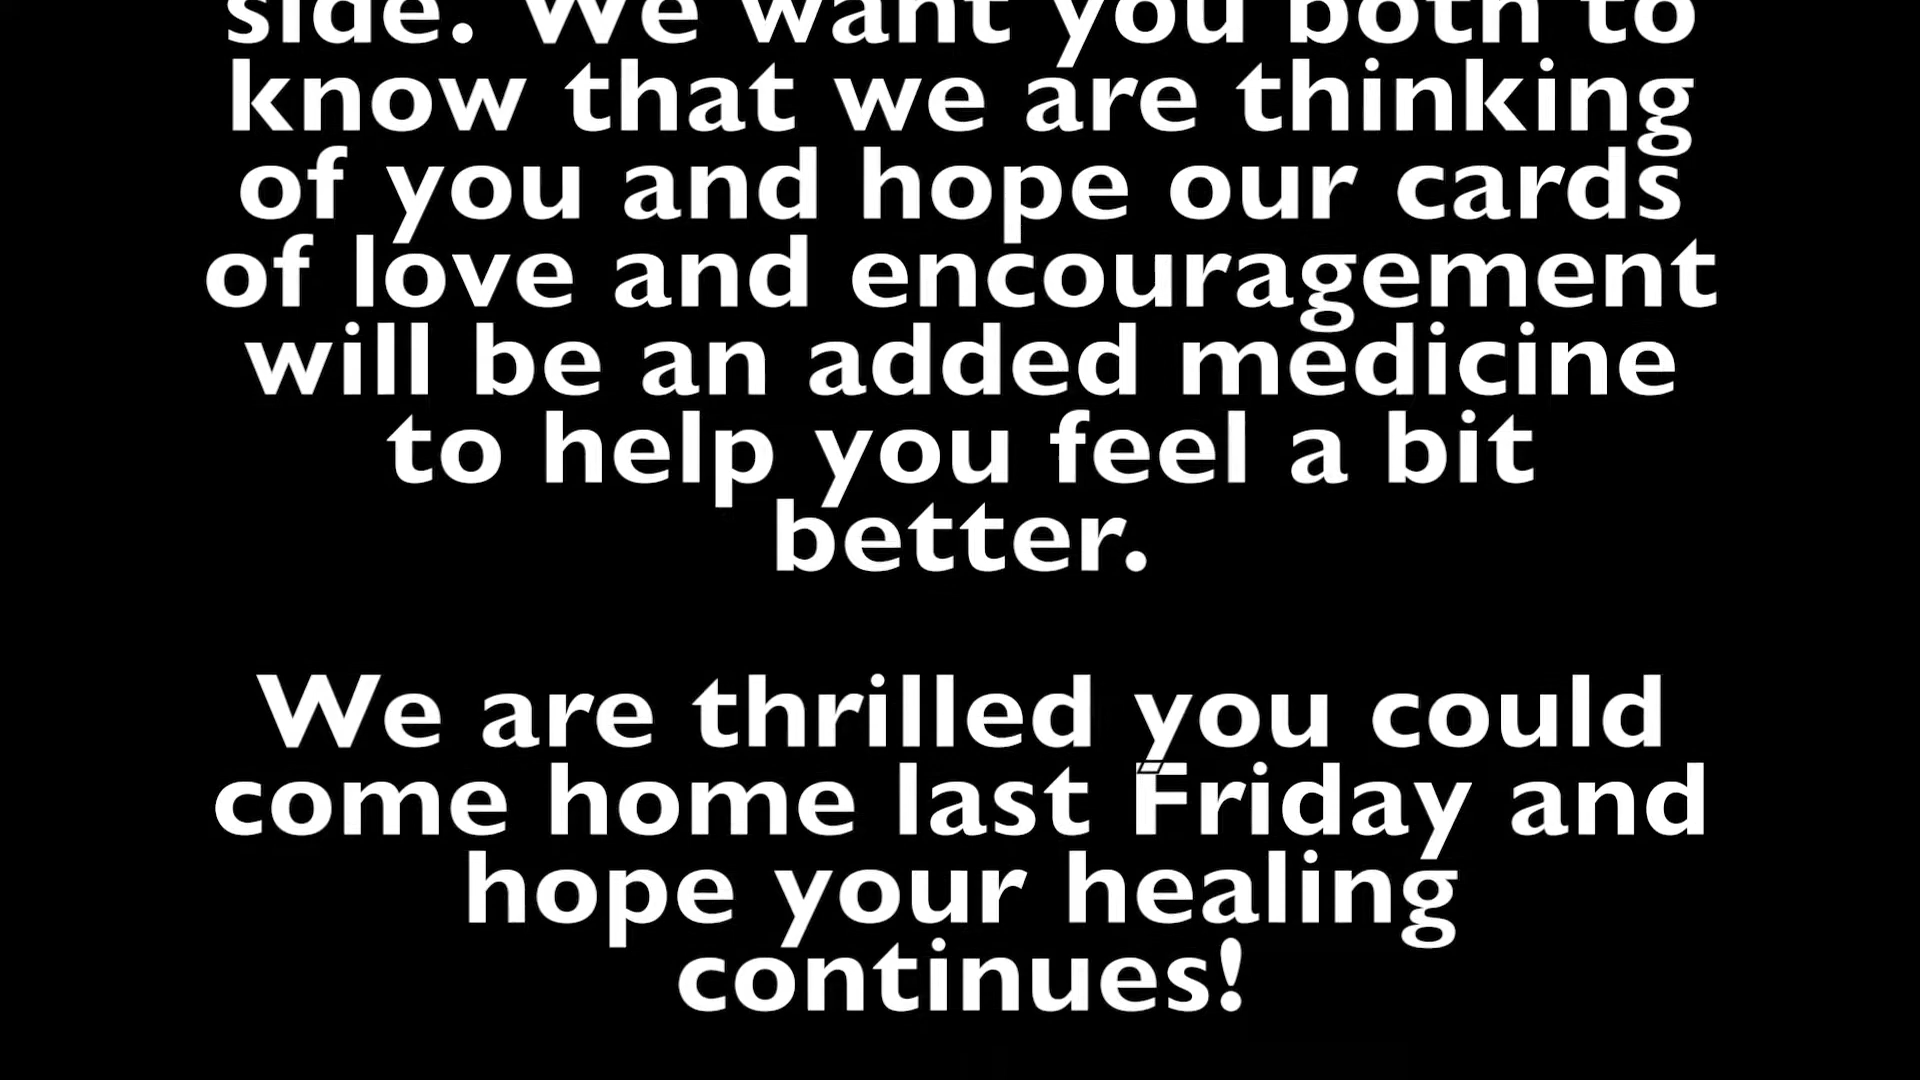 side. We want you both to
know that we are thinking
of you and hope our cards
of love and encouragement
will be an added medicine
to help you feel a bit
better.
We are thrilled you could
come home last Friday and
hope your healing
continues!